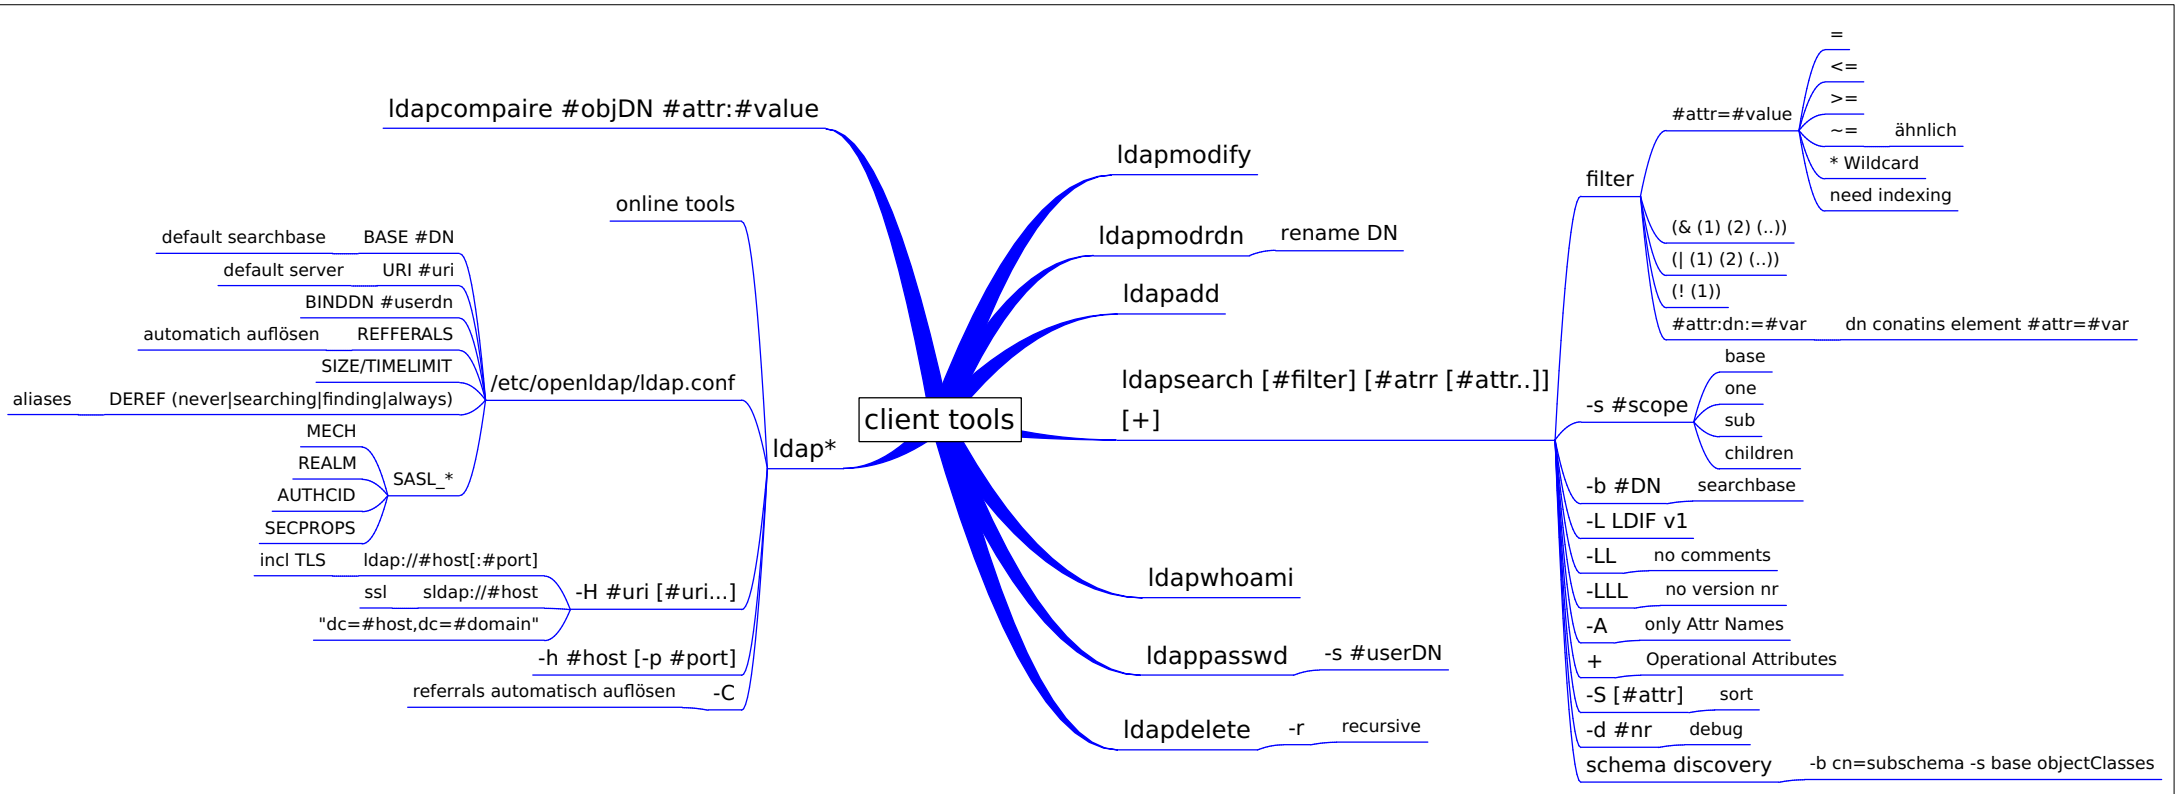 client tools
ldapcompaire #objDN #attr:#value
ldap*
online tools
/etc/openldap/ldap.conf
BASE #DN
default searchbase
URI #uri
default server
BINDDN #userdn
REFFERALS
automatich auflösen
SIZE/TIMELIMIT
DEREF (never|searching|finding|always)
aliases
SASL_*
MECH
REALM
AUTHCID
SECPROPS
-H #uri [#uri...]
ldap://#host[:#port]
incl TLS
sldap://#host
ssl
"dc=#host,dc=#domain"
-h #host [-p #port]
-C
referrals automatisch auflösen
ldapmodify
ldapmodrdn
rename DN
ldapadd
ldapsearch [#filter] [#atrr [#attr..]]
[+]
filter
#attr=#value
=
<=
>=
~=
ähnlich
* Wildcard
need indexing
(& (1) (2) (..))
(| (1) (2) (..))
(! (1))
#attr:dn:=#var
dn conatins element #attr=#var
-s #scope
base
one
sub
children
-b #DN
searchbase
-L LDIF v1
-LL
no comments
-LLL
no version nr
-A
only Attr Names
+
Operational Attributes
-S [#attr]
sort
-d #nr
debug
schema discovery
-b cn=subschema -s base objectClasses
ldapwhoami
ldappasswd
-s #userDN
ldapdelete
-r
recursive